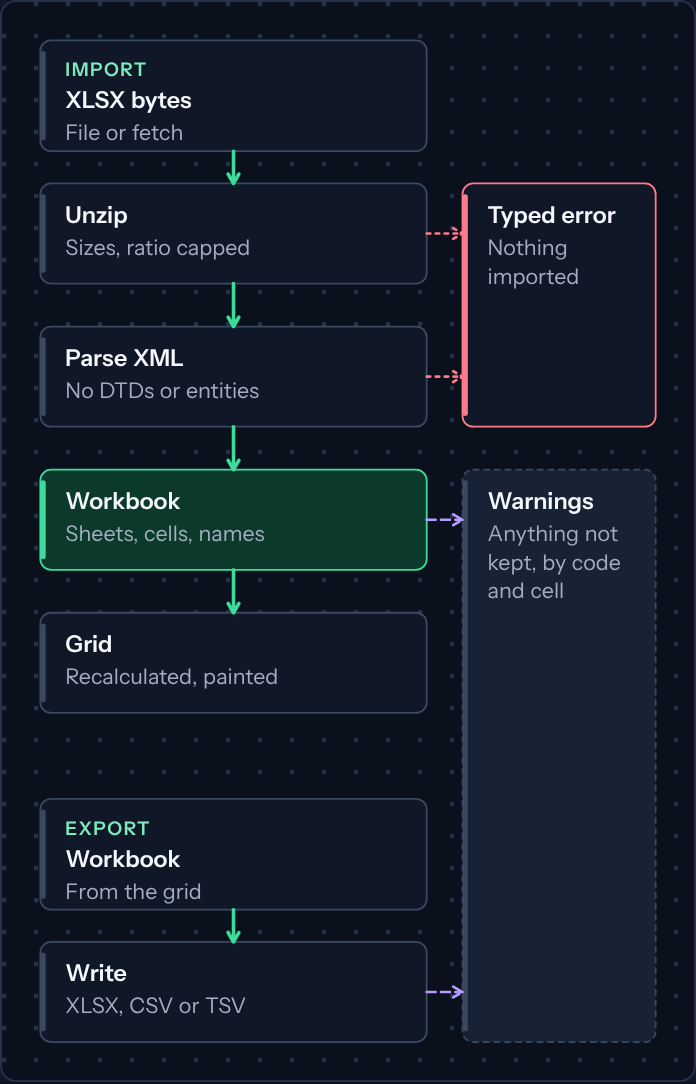 IMPORT
XLSX bytes
File or fetch
Unzip
Sizes, ratio capped
Typed error
Nothing
imported
Parse XML
No DTDs or entities
Workbook
Sheets, cells, names
Warnings
Anything not
kept, by code
and cell
Grid
Recalculated, painted
EXPORT
Workbook
From the grid
Write
XLSX, CSV or TSV